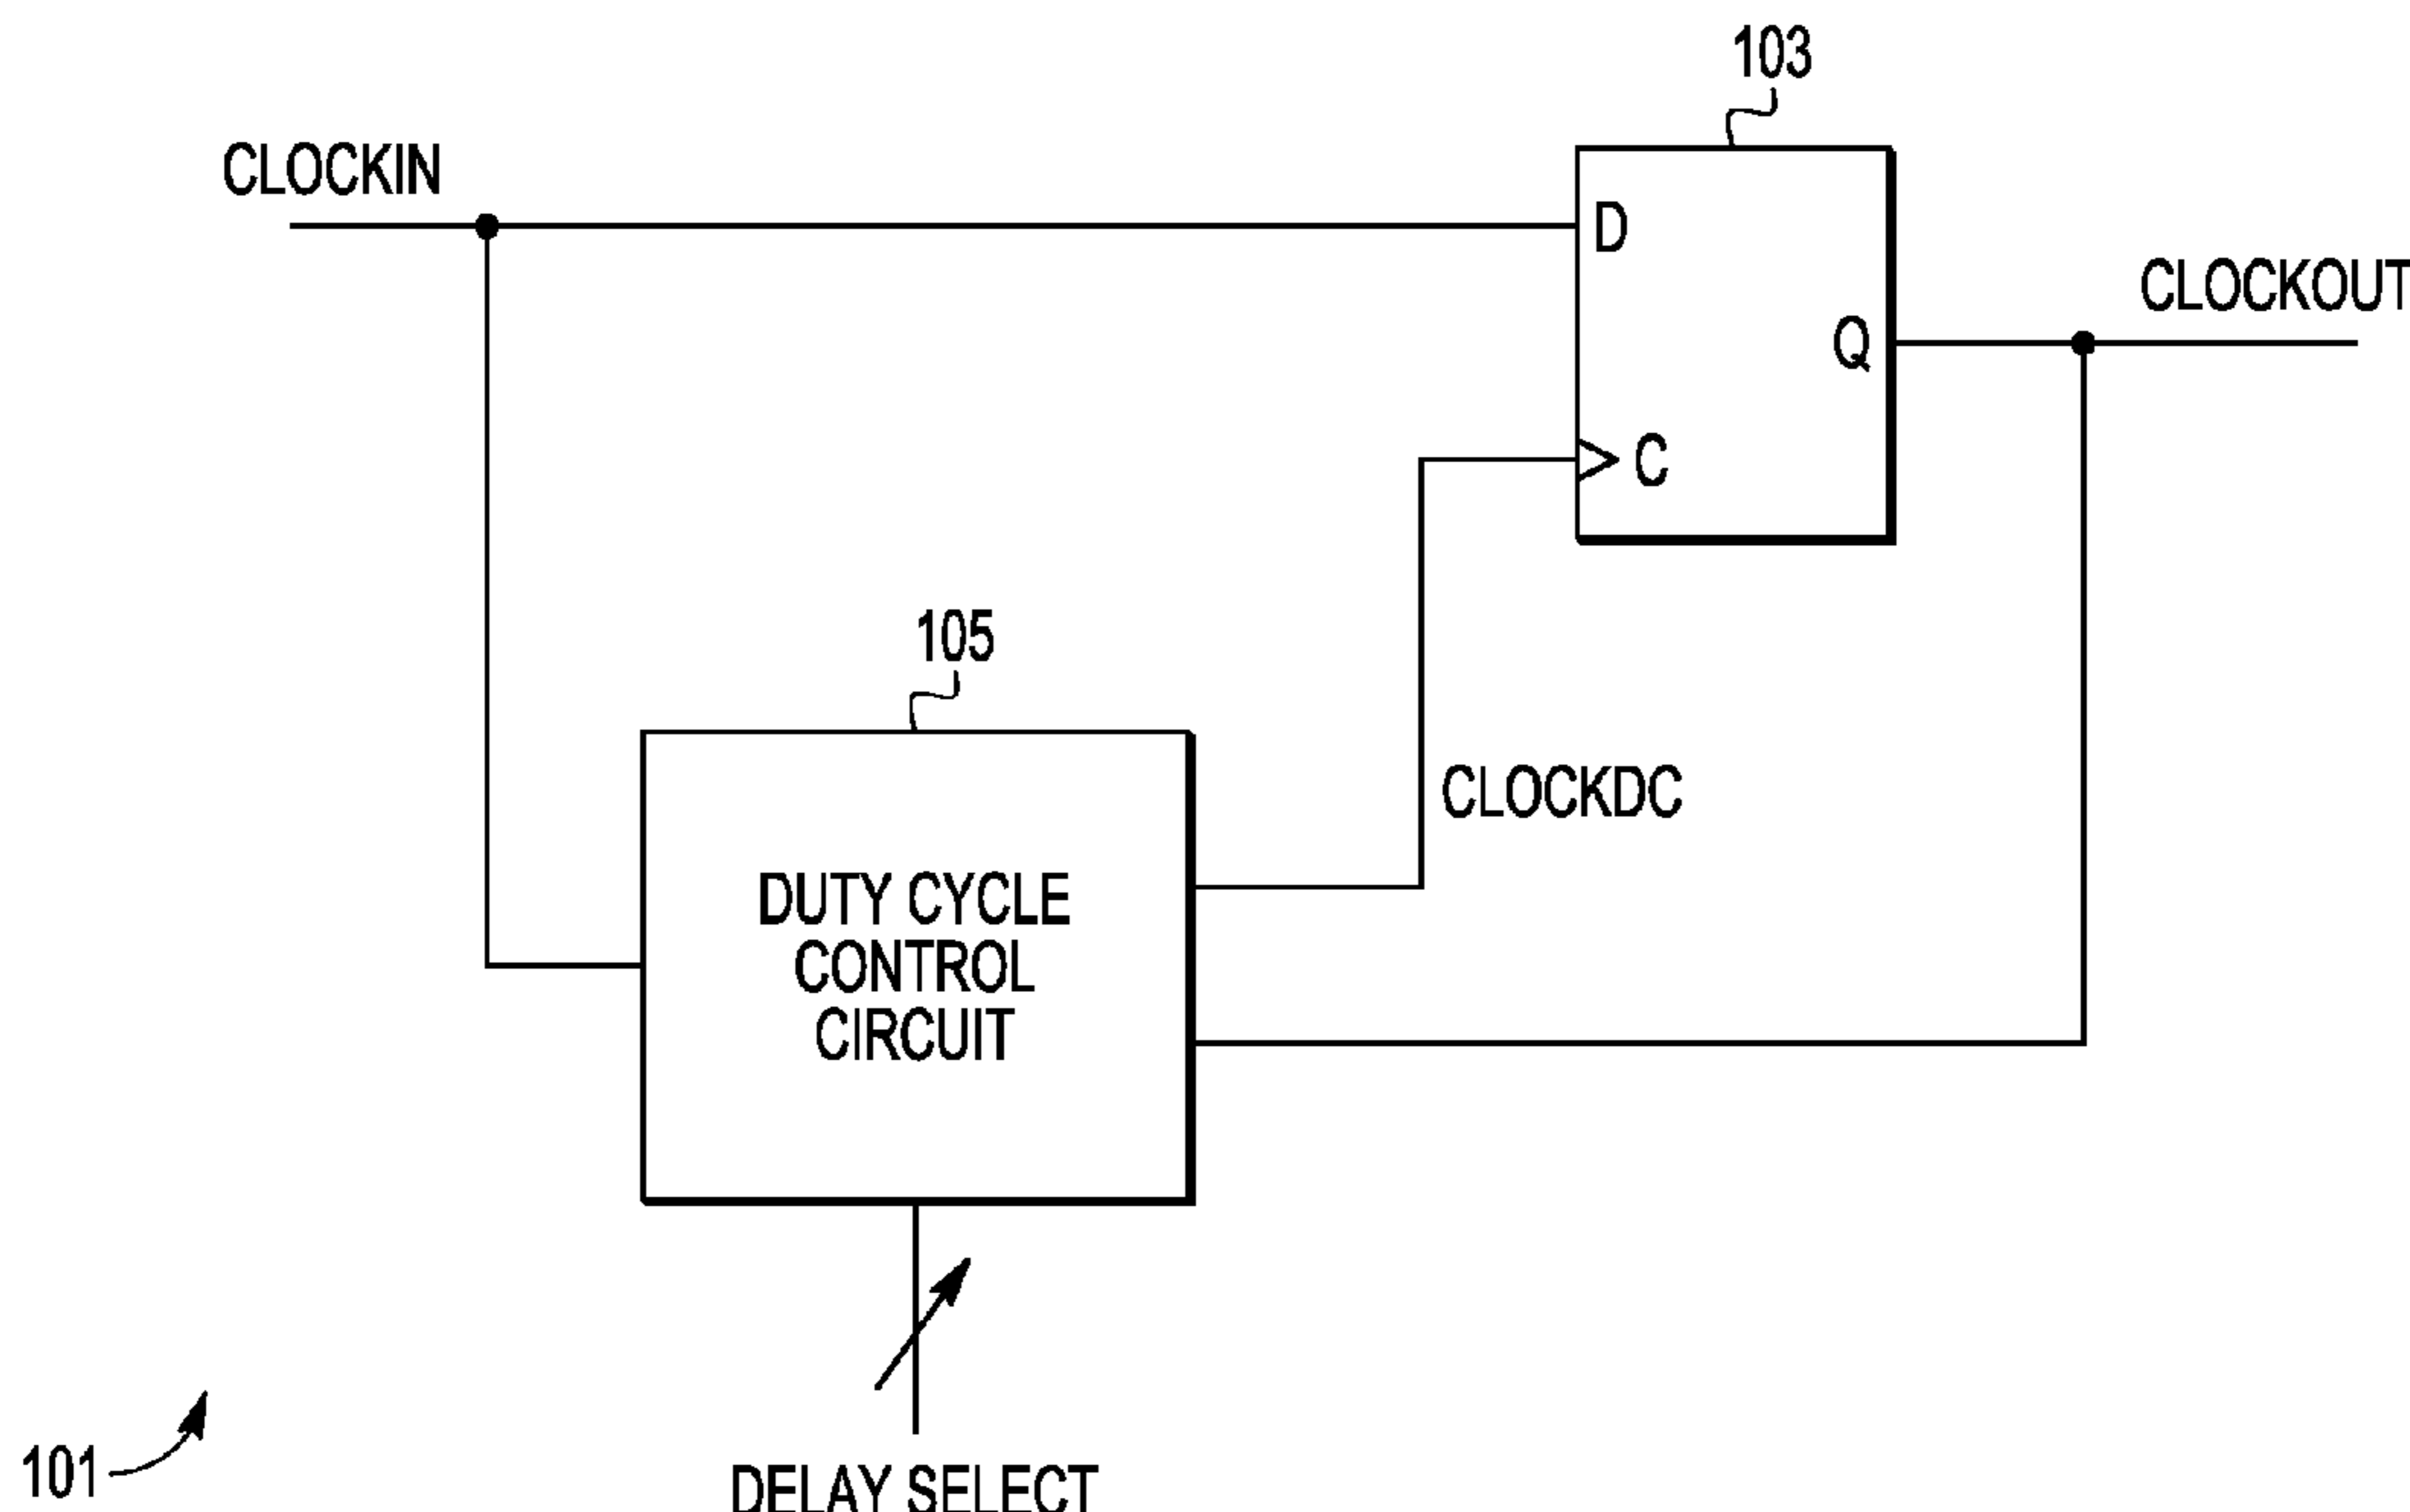 103
CLOCKIN
D
CLOCKOUT
Q
C
105
CLOCKDC
DUTY CYCLE
CONTROL
CIRCUIT
101
DELAY SELECT